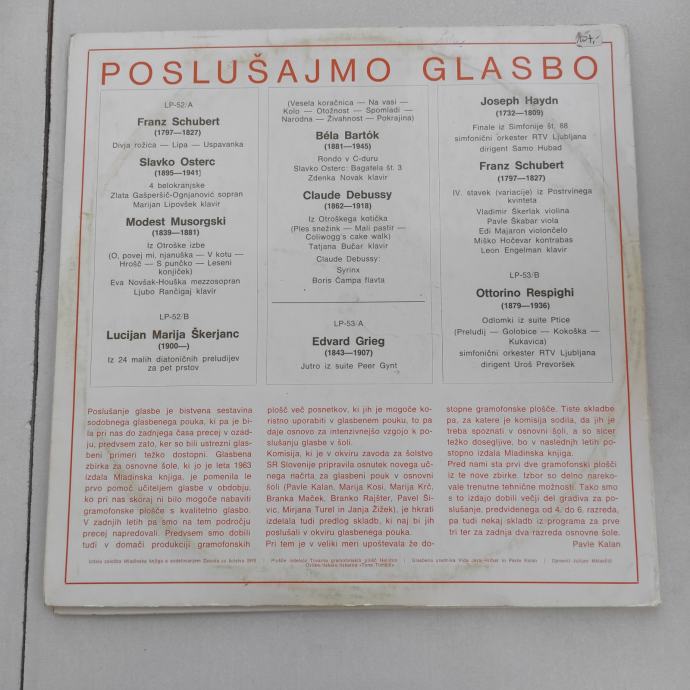 POSLUŠAJMO GLASBO
LP-52/A
Franz Schubert
(1797—1827)
Divja rožica — Lipa — Uspavanka
Slavko Osterc
(1895—1941)
4 belokranjske
Zlata Gašperšič-Ognjanovič sopran
Marijan Lipovšek klavir
Modest Musorgski
(1839—1881)
Iz Otroške izbe
(O, povej mi, njanuška — V kotu —
Hrošč — S punčko — Leseni
konjiček)
Eva Novšak-Houška mezzosopran
Ljubo Rančigaj klavir
LP-52/B
Lucijan Marija Škerjanc
(1900—)
Iz 24 malih diatoničnih preludijev
za pet prstov
(Vesela koračnica — Na vasi —
Kolo — Otožnost — Spomladi —
Narodna — Živahnost — Pokrajina)
Béla Bartók
(1881—1945)
Rondo v C-duru
Slavko Osterc: Bagatela št. 3
Zdenka Novak klavir
Claude Debussy
(1862—1918)
Iz Otroškega kotička
(Ples snežink — Mali pastir —
Coliwogg's cake walk)
Tatjana Bučar klavir
Claude Debussy:
Syrinx
Boris Čampa flavta
LP-53/A
Edvard Grieg
(1843—1907)
Jutro iz suite Peer Gynt
Joseph Haydn
(1732—1809)
Finale iz Simfonije št. 88
simfonični orkester RTV Ljubljana
dirigent Samo Hubad
Franz Schubert
(1797—1827)
IV. stavek (variacije) iz Postrvinega
kvinteta
Vladimir Škerlak violina
Pavle Škabar viola
Edi Majaron violončelo
Miško Hočevar kontrabas
Leon Engelman klavir
LP-53/B
Ottorino Respighi
(1879—1936)
Odlomki iz suite Ptice
(Preludij — Golobice — Kokoška —
Kukavica)
simfonični orkester RTV Ljubljana
dirigent Uroš Prevoršek
Poslušanje glasbe je bistvena sestavina
sodobnega glasbenega pouka, ki pa je bi-
la pri nas do zadnjega časa precej v ozad-
ju, predvsem zato, ker so bili ustrezni glas-
beni primeri težko dostopni. Glasbena
zbirka za osnovne šole, ki jo je leta 1963
izdala Mladinska knjiga, je pomenila le
prvo pomoč učiteljem glasbe v obdobju,
ko pri nas skoraj ni bilo mogoče nabaviti
gramofonske plošče s kvalitetno glasbo.
V zadnjih letih pa smo na tem področju
precej napredovali. Predvsem smo dobili
tudi v domači produkciji gramofonskih
plošč več posnetkov, ki jih je mogoče ko-
ristno uporabiti v glasbenem pouku, to pa
daje osnovo za intenzivnejšo vzgojo k po-
slušanju glasbe v šoli.
Komisija, ki je v okviru zavoda za šolstvo
SR Slovenije pripravila osnutek novega uč-
nega načrta za glasbeni pouk v osnovni
šoli (Pavle Kalan, Marija Kosi, Marija Krč,
Branka Maček, Branko Rajšter, Pavel Ši-
vic, Mirjana Turel in Janja Žižek), je hkrati
izdelala tudi predlog skladb, ki naj bi jih
poslušali v okviru glasbenega pouka.
Pri tem je v veliki meri upoštevala že do-
stopne gramofonske plošče. Tiste skladbe
pa, za katere je komisija sodila, da jih je
treba spoznati v osnovni šoli, a so sicer
težko dosegljive, bo v naslednjh letih po-
stopno izdala Mladinska knjiga.
Pred nami sta prvi dve gramofonski plošči
iz te nove zbirke. Izbor so delno nareko-
vale trenutne tehnične možnosti. Tako smo
s to izdajo dobili večji del gradiva za po-
slušanje, predvidenega od 4. do 6. razreda,
pa tudi nekaj skladb iz programa za prve
tri ter za zadnja dva razreda osnovne šole.
Pavle Kalan